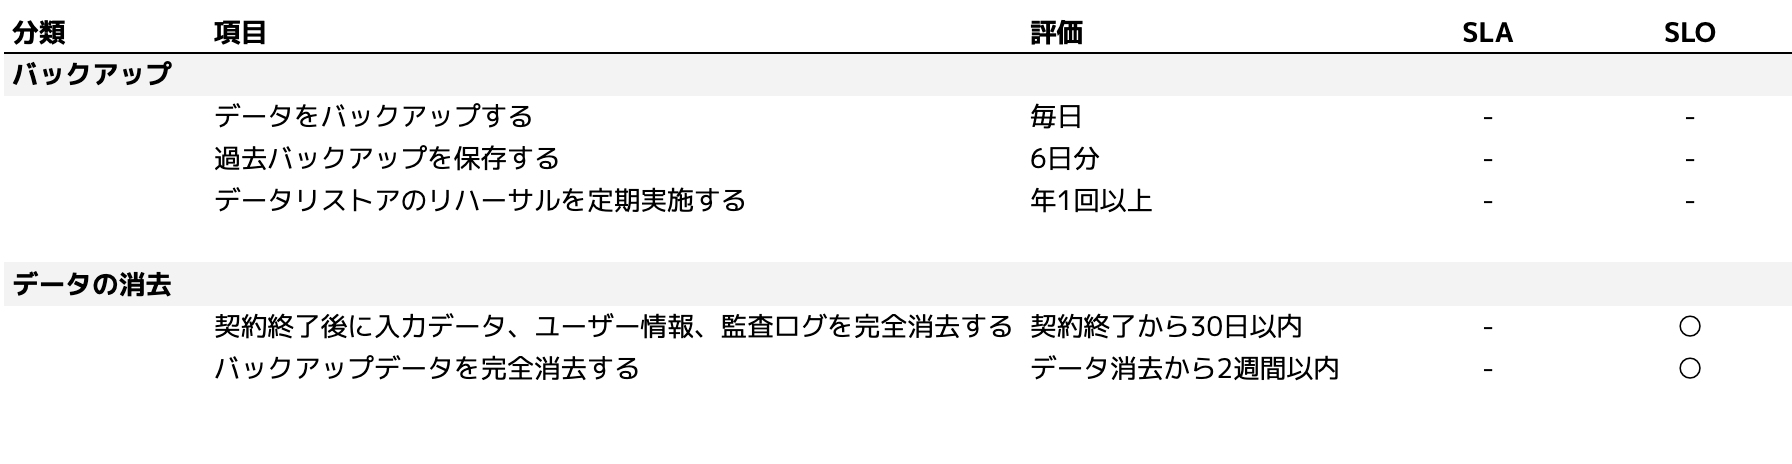 分類 項目 評価 SLA SLO
バックアップ
データをバックアップする 毎日 - -
過去バックアップを保存する 6日分 - -
データリストアのリハーサルを定期実施する 年1回以上 - -
データの消去
契約終了後に入力データ、ユーザー情報、監査ログを完全消去する 契約終了から30日以内 - ○
バックアップデータを完全消去する データ消去から2週間以内 - ○